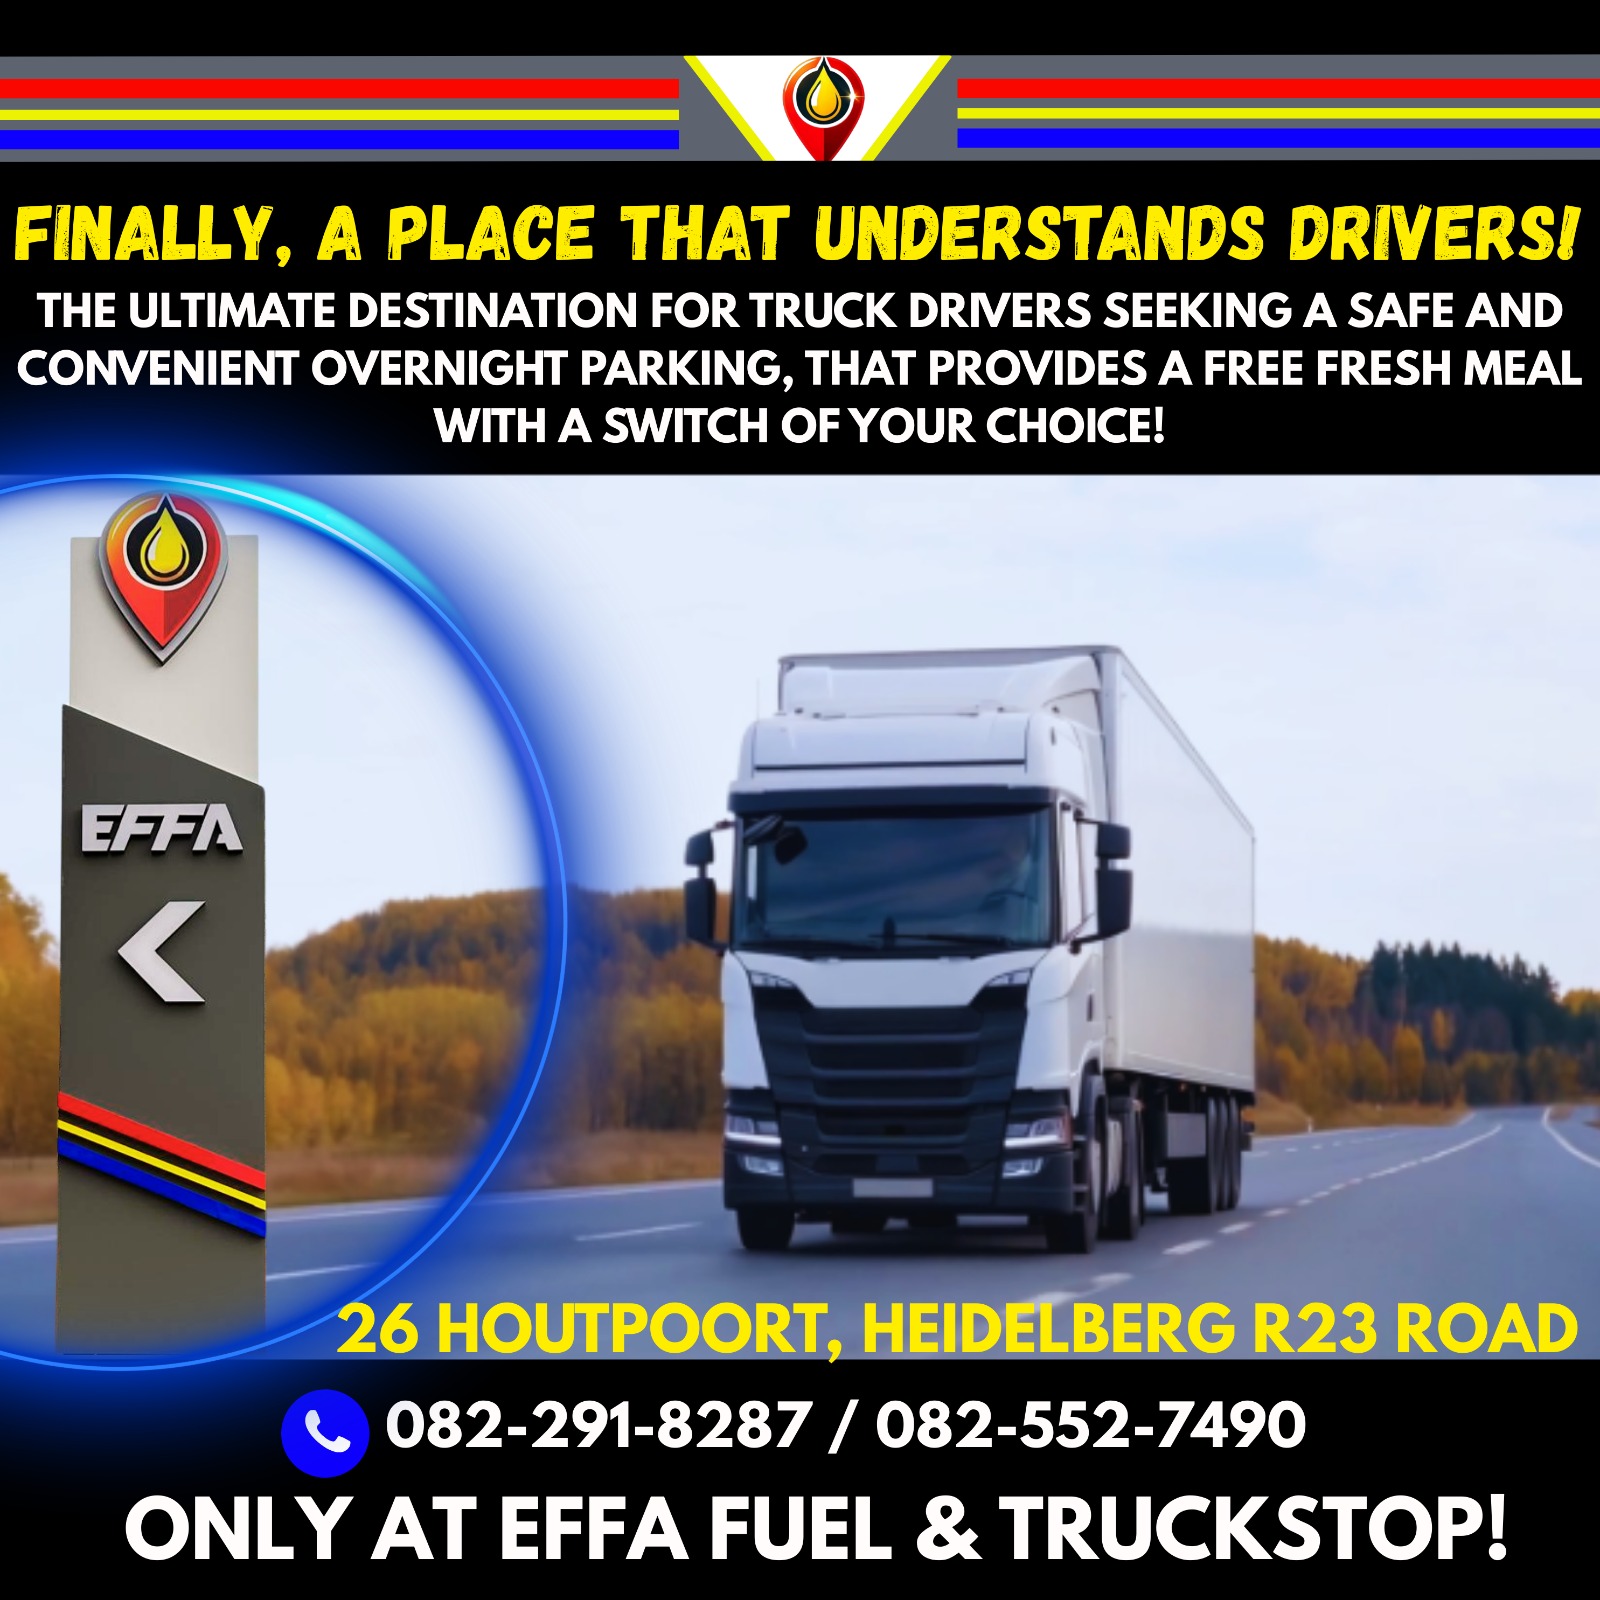 FINALLY, A PLACE THAT UNDERSTANDS DRIVERS!
THE ULTIMATE DESTINATION FOR TRUCK DRIVERS SEEKING A SAFE AND
CONVENIENT OVERNIGHT PARKING, THAT PROVIDES A FREE FRESH MEAL
WITH A SWITCH OF YOUR CHOICE!
EFFA
26 HOUTPOORT, HEIDELBERG R23 ROAD
082-291-8287 / 082-552-7490
ONLY AT EFFA FUEL & TRUCKSTOP!